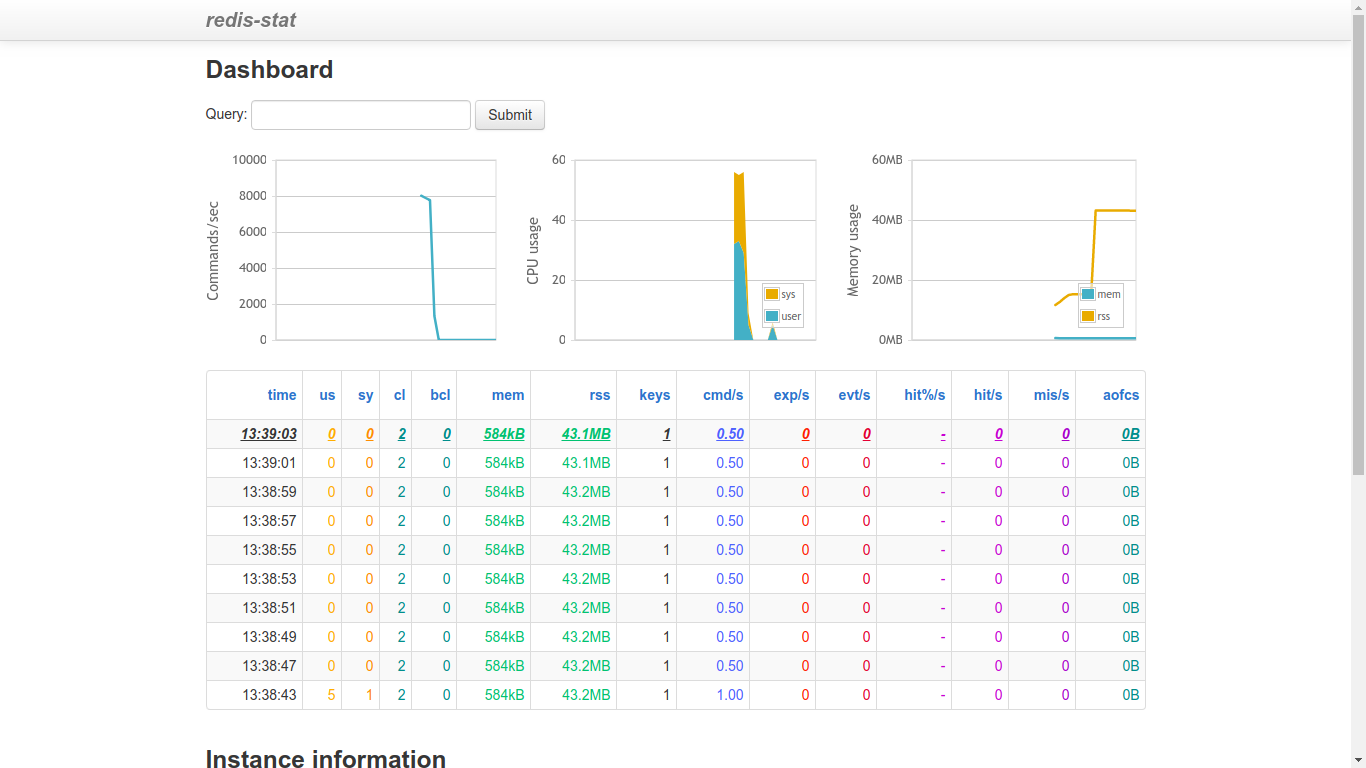 redis-stat
Dashboard
Query: Submit
10000
8000
6000
4000
2000
0
Commands/sec
60
40
20
0
CPU usage
sys
user
60MB
40MB
20MB
0MB
Memory usage
mem
rss
time us sy cl bcl mem rss keys cmd/s exp/s evt/s hit%/s hit/s mis/s aofcs
13:39:03 0 0 2 0 584kB 43.1MB 1 0.50 0 0 - 0 0 0B
13:39:01 0 0 2 0 584kB 43.1MB 1 0.50 0 0 - 0 0 0B
13:38:59 0 0 2 0 584kB 43.2MB 1 0.50 0 0 - 0 0 0B
13:38:57 0 0 2 0 584kB 43.2MB 1 0.50 0 0 - 0 0 0B
13:38:55 0 0 2 0 584kB 43.2MB 1 0.50 0 0 - 0 0 0B
13:38:53 0 0 2 0 584kB 43.2MB 1 0.50 0 0 - 0 0 0B
13:38:51 0 0 2 0 584kB 43.2MB 1 0.50 0 0 - 0 0 0B
13:38:49 0 0 2 0 584kB 43.2MB 1 0.50 0 0 - 0 0 0B
13:38:47 0 0 2 0 584kB 43.2MB 1 0.50 0 0 - 0 0 0B
13:38:43 5 1 2 0 584kB 43.2MB 1 1.00 0 0 - 0 0 0B
Instance information